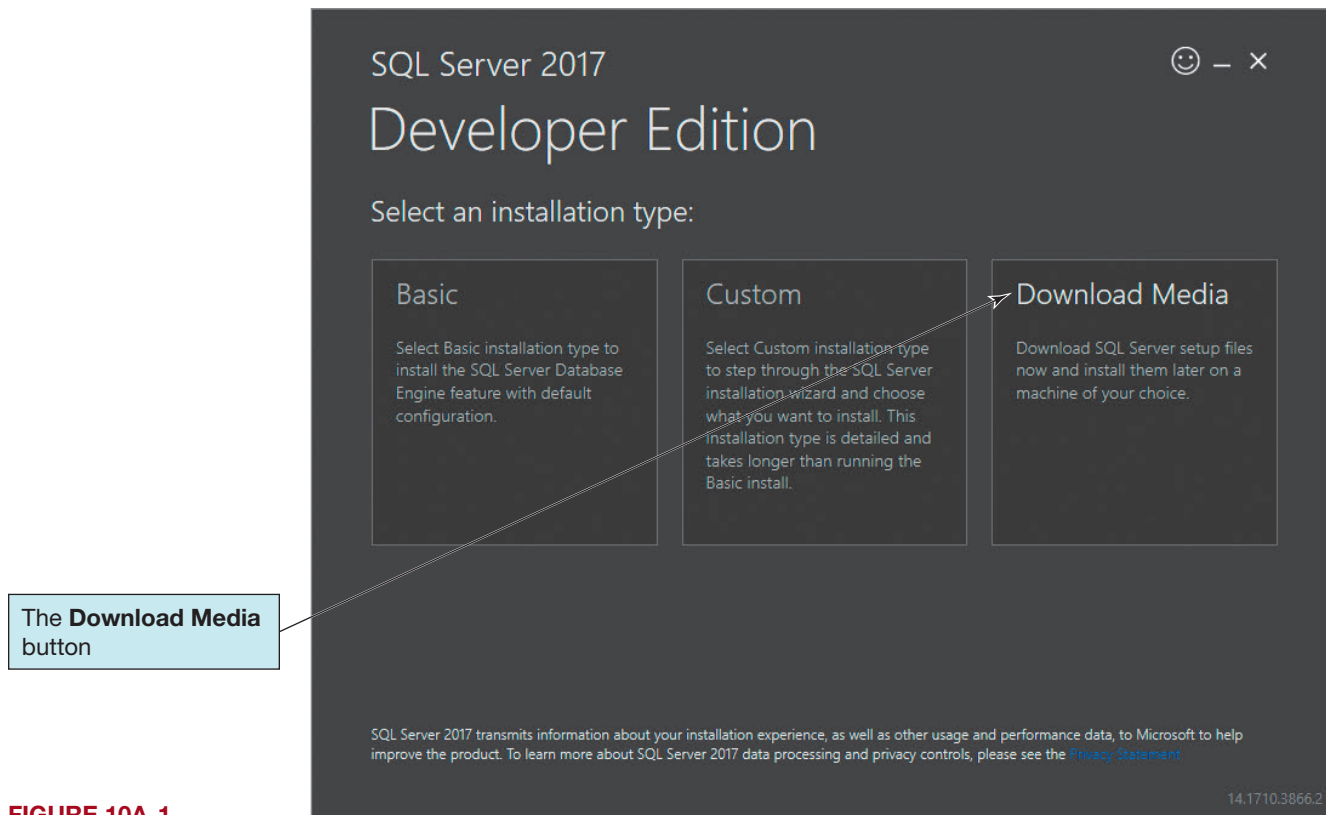 SQL Server 2017
Developer Edition
Select an installation type:
Basic
Select Basic installation type to
install the SQL Server Database
Engine feature with default
configuration.
Custom
Select Custom installation type
to step through the SQL Server
installation wizard and choose
what you want to install. This
installation type is detailed and
takes longer than running the
Basic install.
Download Media
Download SQL Server setup files
now and install them later on a
machine of your choice.
The Download Media
button
SQL Server 2017 transmits information about your installation experience, as well as other usage and performance data, to Microsoft to help
improve the product. To learn more about SQL Server 2017 data processing and privacy controls, please see the Privacy Statement
14.1710.3866.2
FIGURE 10A-1